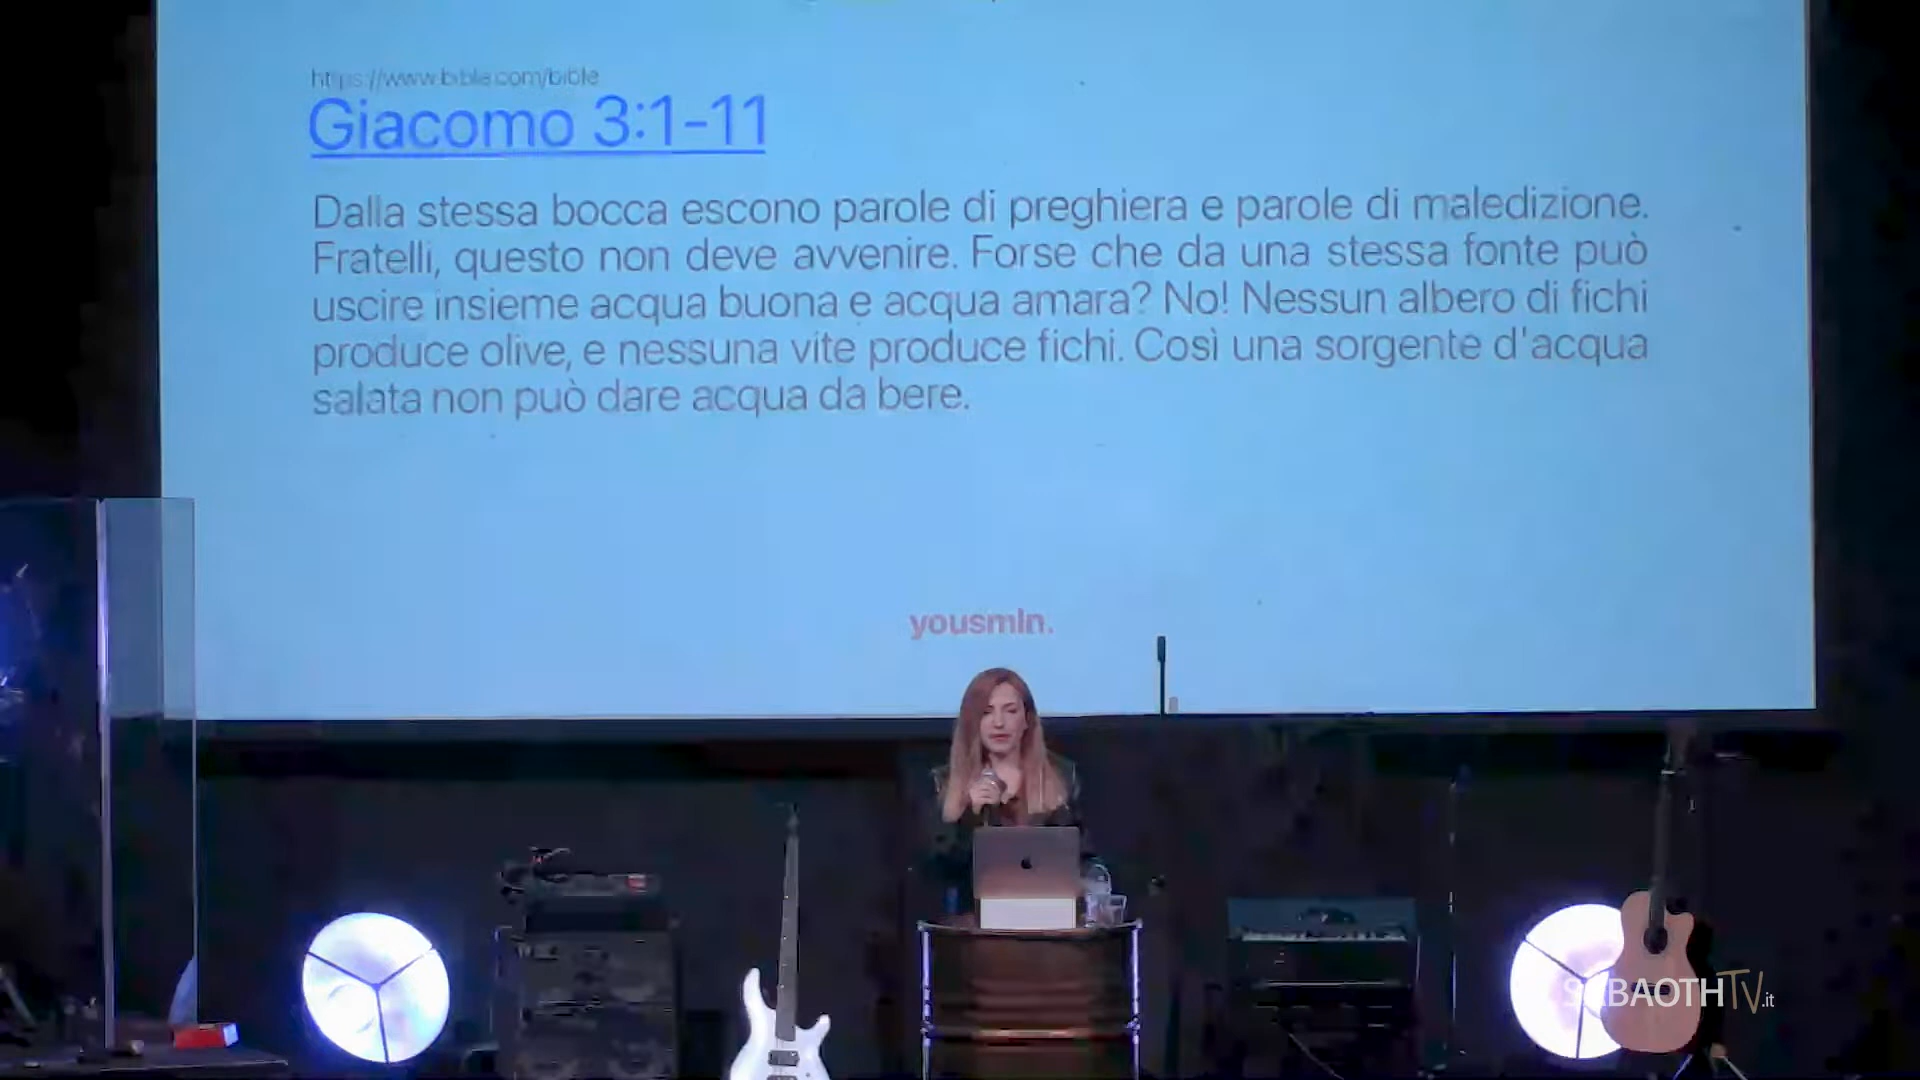 https://www.bible.com/bible
Giacomo 3:1-11
Dalla stessa bocca escono parole di preghiera e parole di maledizione.
Fratelli, questo non deve avvenire. Forse che da una stessa fonte può
uscire insieme acqua buona e acqua amara? No! Nessun albero di fichi
produce olive, e nessuna vite produce fichi. Così una sorgente d'acqua
salata non può dare acqua da bere.
yousmln.
SABAOTHTV.it